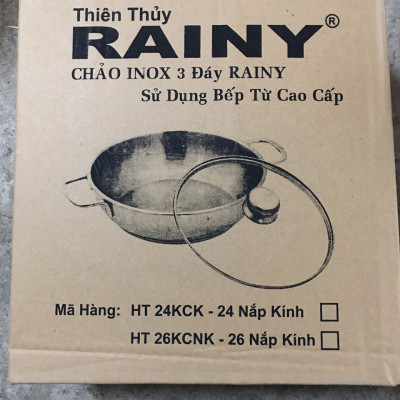 Thiên Thủy
RAINY®
CHẢO INOX 3 Đáy RAINY
Sử Dụng Bếp Từ Cao Cấp
Mã Hàng: HT 24KCK - 24 Nắp Kính
HT 26KCNK - 26 Nắp Kính